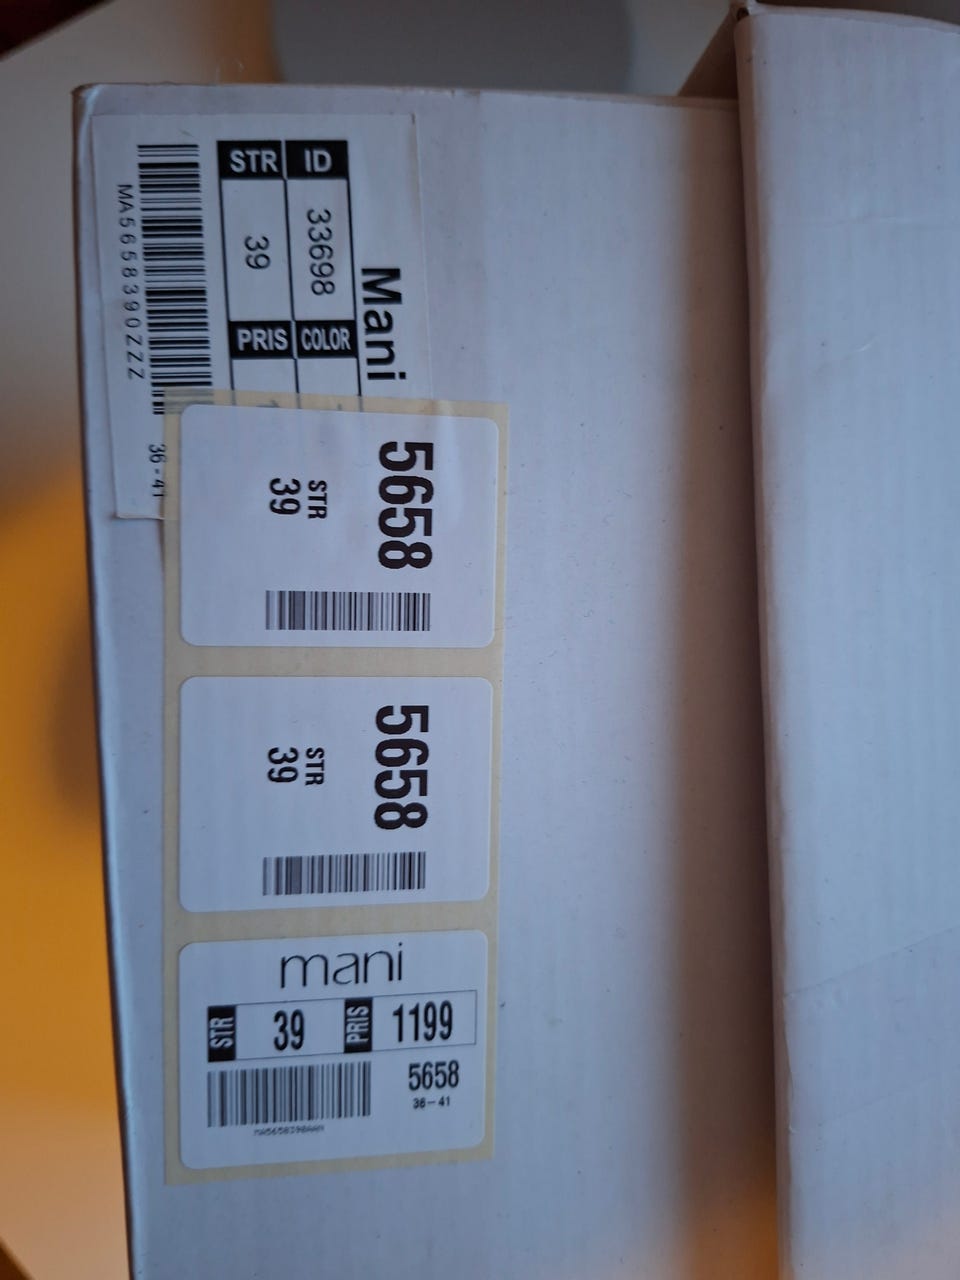 Mani
ID 33698 COLOR
STR 39 PRIS
MA5658390ZZZ
36-41
5658
STR
39
5658
STR
39
mani
STR 39 PRIS 1199
5658
36-41